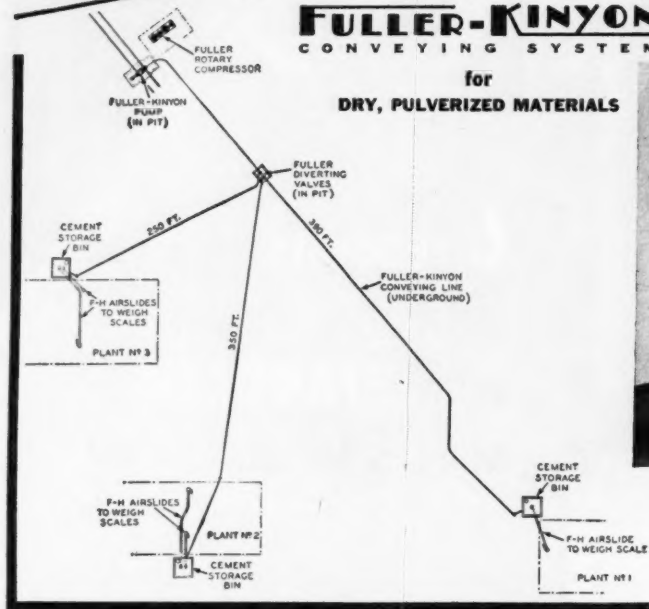 FULLER-KINYON
CONVEYING SYSTEM
for
DRY, PULVERIZED MATERIALS
FULLER
ROTARY
COMPRESSOR
FULLER-KINYON
PUMP
(IN PIT)
FULLER
DIVERTING
VALVES
(IN PIT)
250 FT.
380 FT.
350 FT.
CEMENT
STORAGE
BIN
F-H AIRSLIDES
TO WEIGH
SCALES
PLANT Nº 3
FULLER-KINYON
CONVEYING LINE
(UNDERGROUND)
F-H AIRSLIDES
TO WEIGH
SCALES
PLANT Nº 2
CEMENT
STORAGE
BIN
CEMENT
STORAGE
BIN
F-H AIRSLIDE
TO WEIGH SCALE
PLANT Nº 1